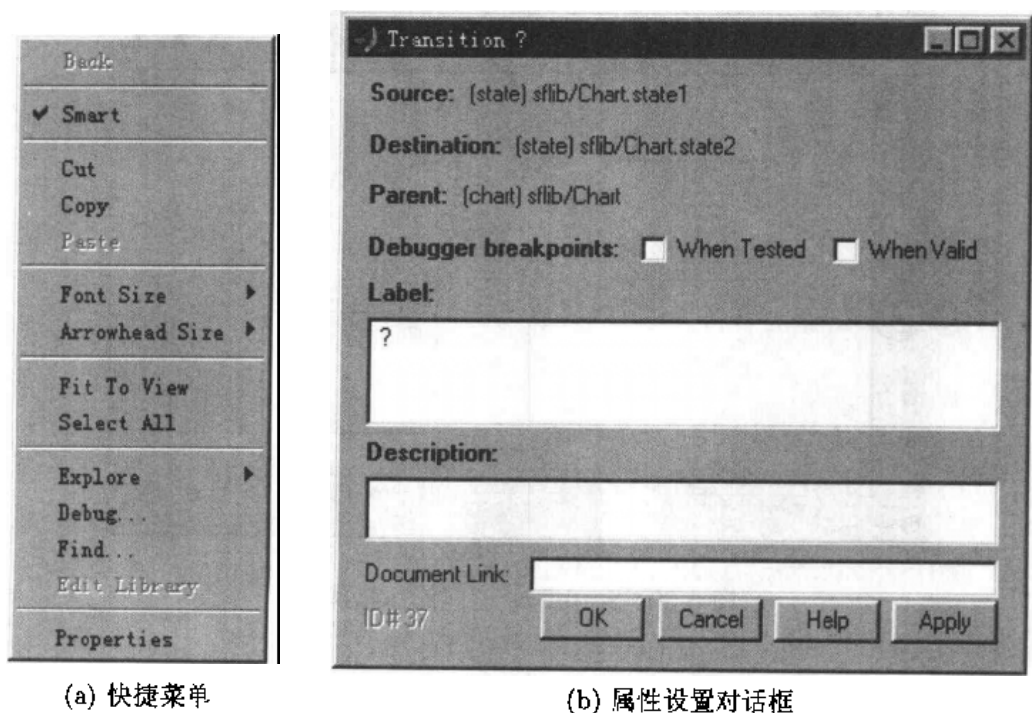 Back
Smart
Cut
Copy
Paste
Font Size
Arrowhead Size
Fit To View
Select All
Explore
Debug...
Find...
Edit Library
Properties
(a) 快捷菜单
Transition ?
Source: (state) sflib/Chart.state1
Destination: (state) sflib/Chart.state2
Parent: (chart) sflib/Chart
Debugger breakpoints: When Tested When Valid
Label:
?
Description:
Document Link:
ID# 37 OK Cancel Help Apply
(b) 属性设置对话框